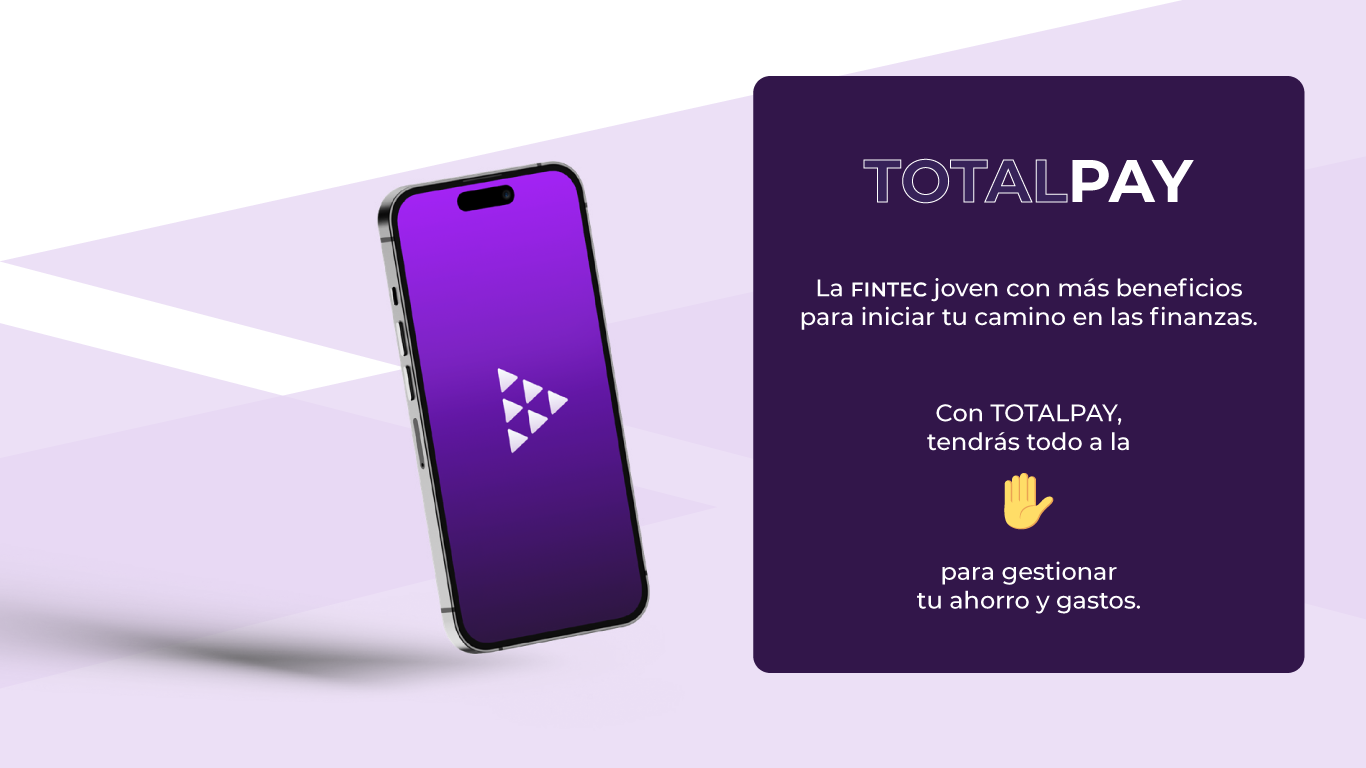 TOTALPAY
La FINTEC joven con más beneficios
para iniciar tu camino en las finanzas.
Con TOTALPAY,
tendrás todo a la
para gestionar
tu ahorro y gastos.